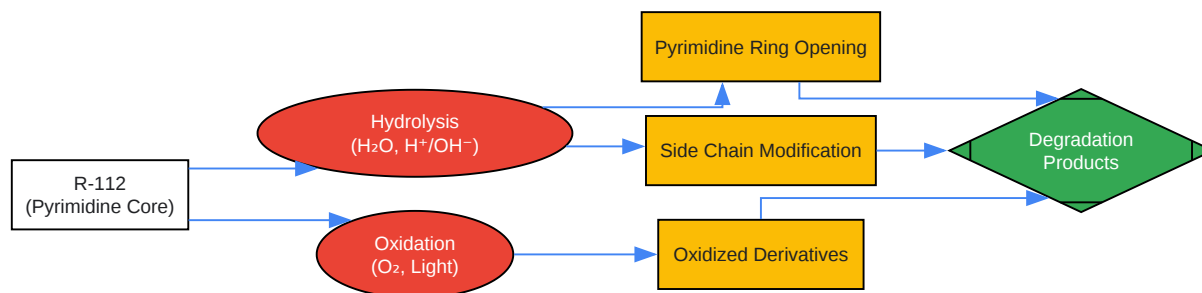 R-112
(Pyrimidine Core)
Hydrolysis
(H₂O, H⁺/OH⁻)
Oxidation
(O₂, Light)
Pyrimidine Ring Opening
Side Chain Modification
Oxidized Derivatives
Degradation
Products